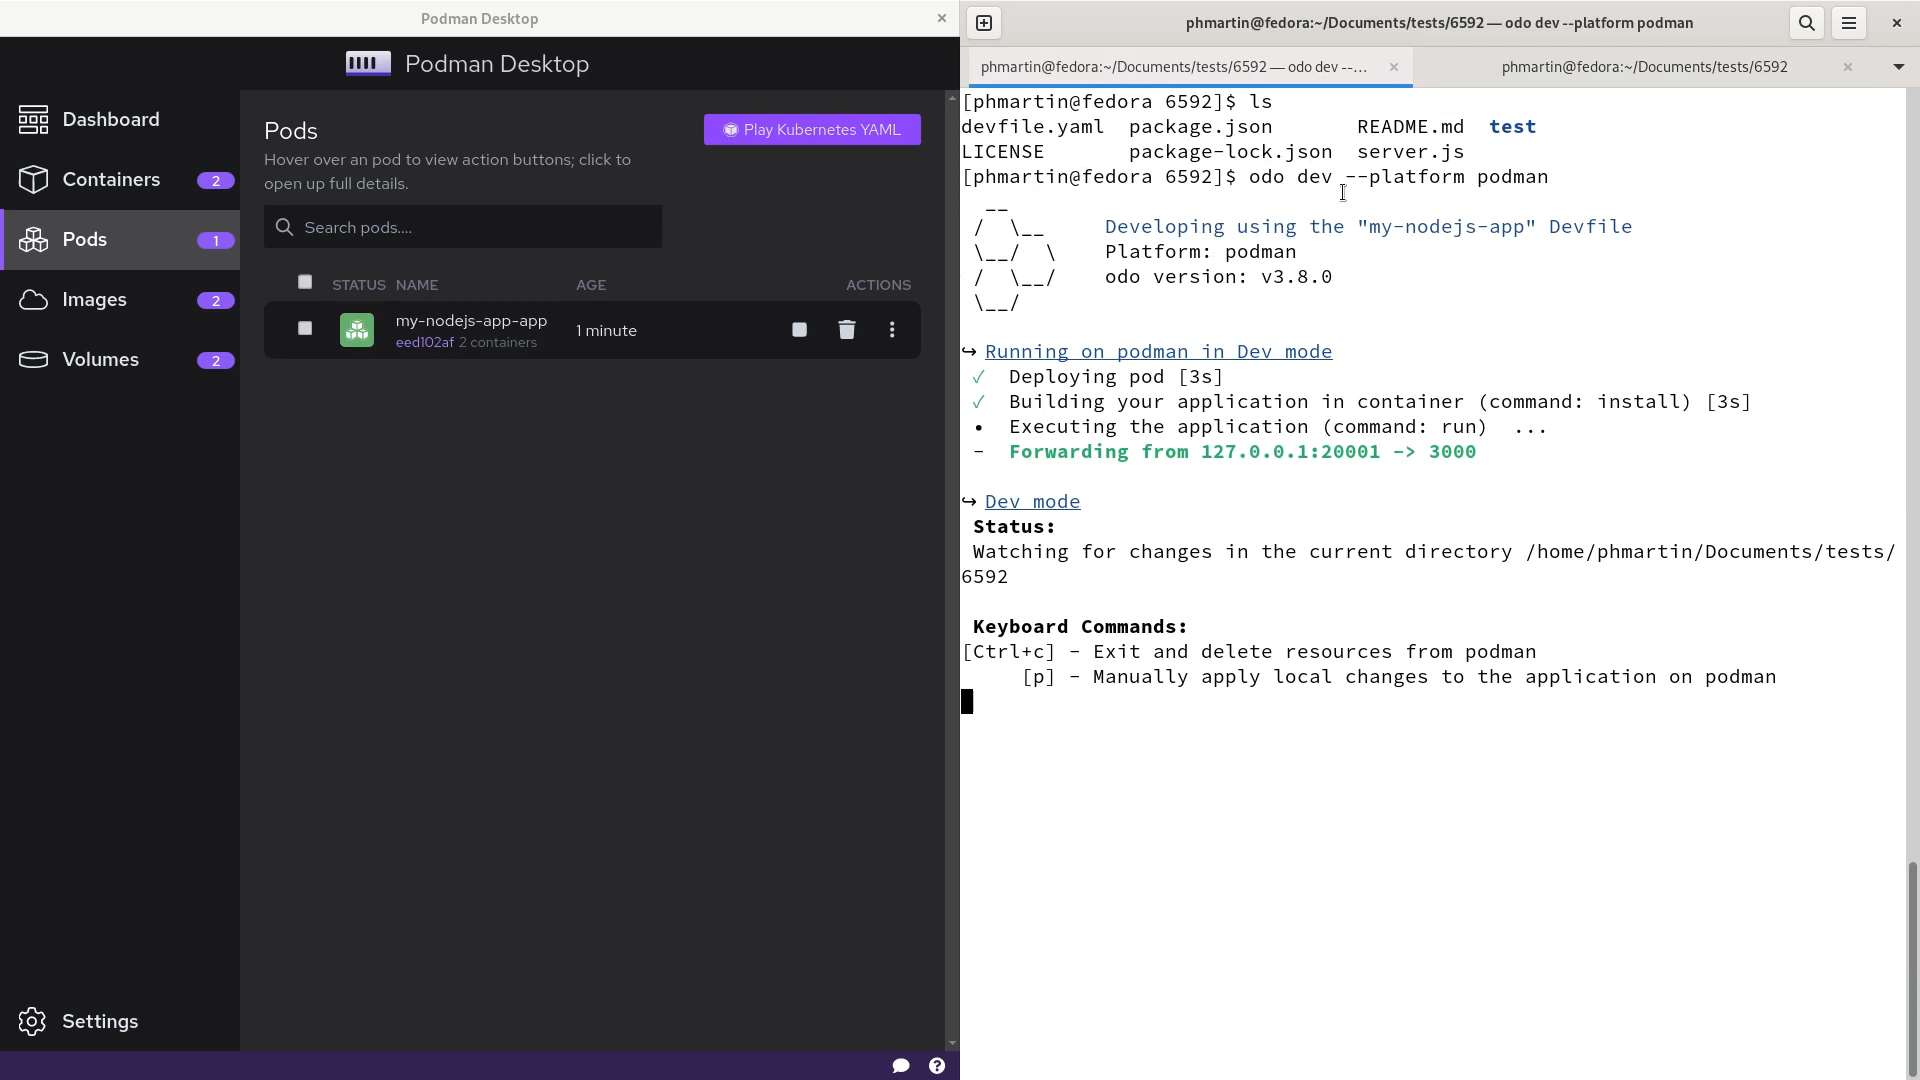 Podman Desktop
Podman Desktop
Dashboard
Containers 2
Pods 1
Images 2
Volumes 2
Settings
Pods
Play Kubernetes YAML
Hover over an pod to view action buttons; click to
open up full details.
Search pods....
STATUS NAME AGE ACTIONS
my-nodejs-app-app
eed102af 2 containers
1 minute
phmartin@fedora:~/Documents/tests/6592 — odo dev --platform podman
phmartin@fedora:~/Documents/tests/6592 — odo dev --...
phmartin@fedora:~/Documents/tests/6592
[phmartin@fedora 6592]$ ls
devfile.yaml  package.json       README.md  test
LICENSE       package-lock.json  server.js
[phmartin@fedora 6592]$ odo dev --platform podman
  __
 /  \__     Developing using the "my-nodejs-app" Devfile
 \__/  \    Platform: podman
 /  \__/    odo version: v3.8.0
 \__/
↪ Running on podman in Dev mode
 ✓  Deploying pod [3s]
 ✓  Building your application in container (command: install) [3s]
 •  Executing the application (command: run)  ...
 -  Forwarding from 127.0.0.1:20001 -> 3000
↪ Dev mode
 Status:
 Watching for changes in the current directory /home/phmartin/Documents/tests/
6592
 Keyboard Commands:
[Ctrl+c] - Exit and delete resources from podman
     [p] - Manually apply local changes to the application on podman